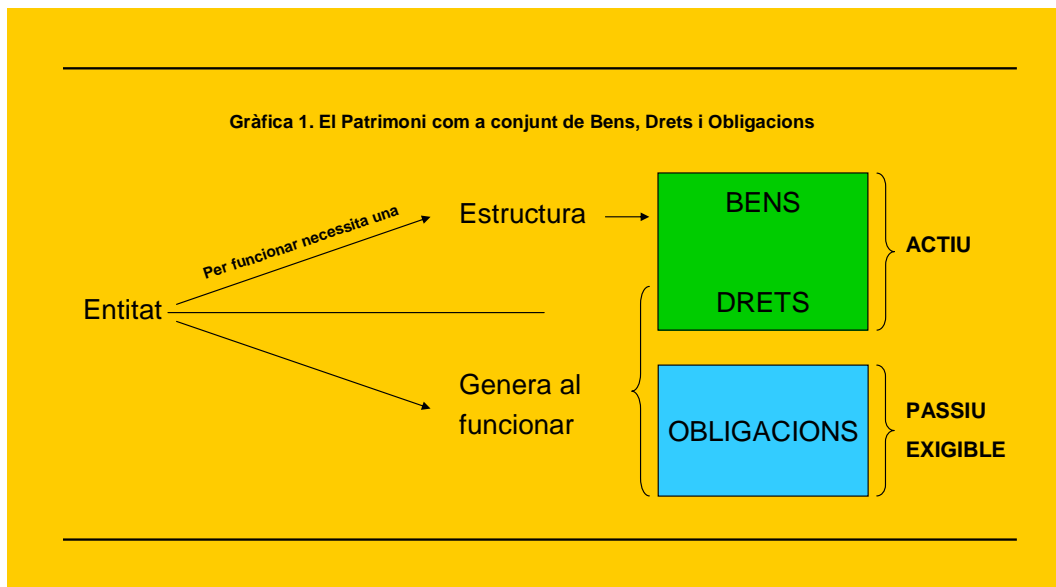 Gràfica 1. El Patrimoni com a conjunt de Bens, Drets i Obligacions
Per funcionar necessita una
Estructura
BENS
ACTIU
Entitat
DRETS
Genera al
funcionar
OBLIGACIONS
PASSIU
EXIGIBLE